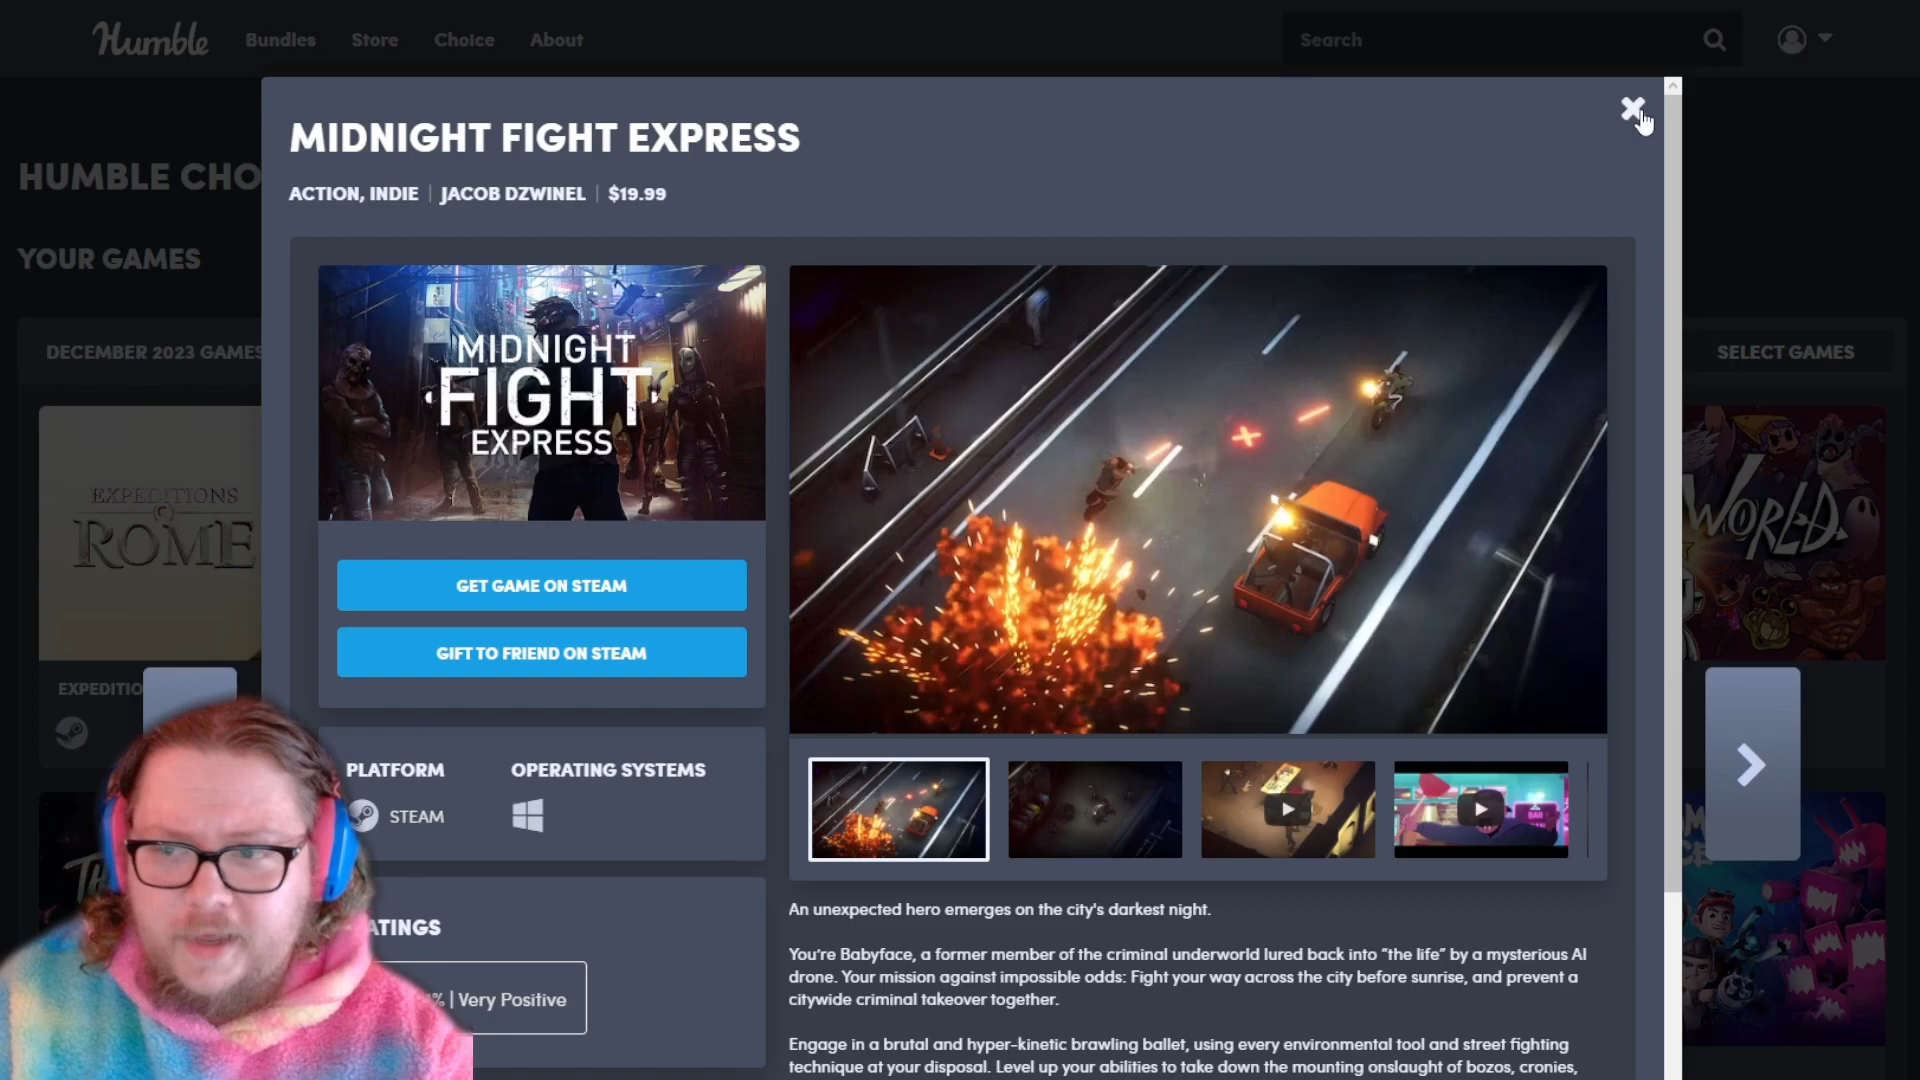 Humble
Bundles
Store
Choice
About
Search
MIDNIGHT FIGHT EXPRESS
ACTION, INDIE | JACOB DZWINEL | $19.99
HUMBLE CHO
YOUR GAMES
DECEMBER 2023 GAMES
SELECT GAMES
EXPEDITIONS
ROME
EXPEDITIO
MIDNIGHT
FIGHT
EXPRESS
GET GAME ON STEAM
GIFT TO FRIEND ON STEAM
PLATFORM
STEAM
OPERATING SYSTEMS
ATINGS
% | Very Positive
WORLD
An unexpected hero emerges on the city's darkest night.
You're Babyface, a former member of the criminal underworld lured back into "the life" by a mysterious AI
drone. Your mission against impossible odds: Fight your way across the city before sunrise, and prevent a
citywide criminal takeover together.
Engage in a brutal and hyper-kinetic brawling ballet, using every environmental tool and street fighting
technique at your disposal. Level up your abilities to take down the mounting onslaught of bozos, cronies,